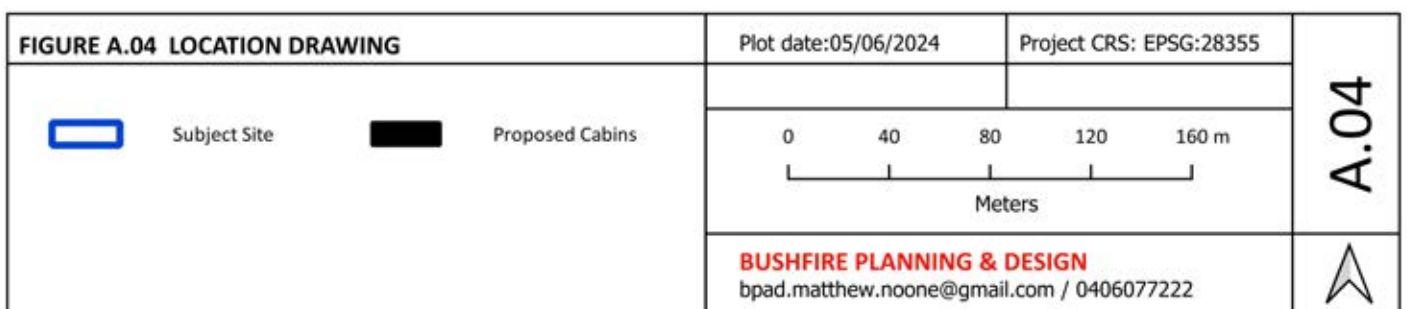 FIGURE A.04 LOCATION DRAWING
Plot date:05/06/2024
Project CRS: EPSG:28355
Subject Site
Proposed Cabins
0 40 80 120 160 m
Meters
A.04
BUSHFIRE PLANNING & DESIGN
bpad.matthew.noone@gmail.com / 0406077222